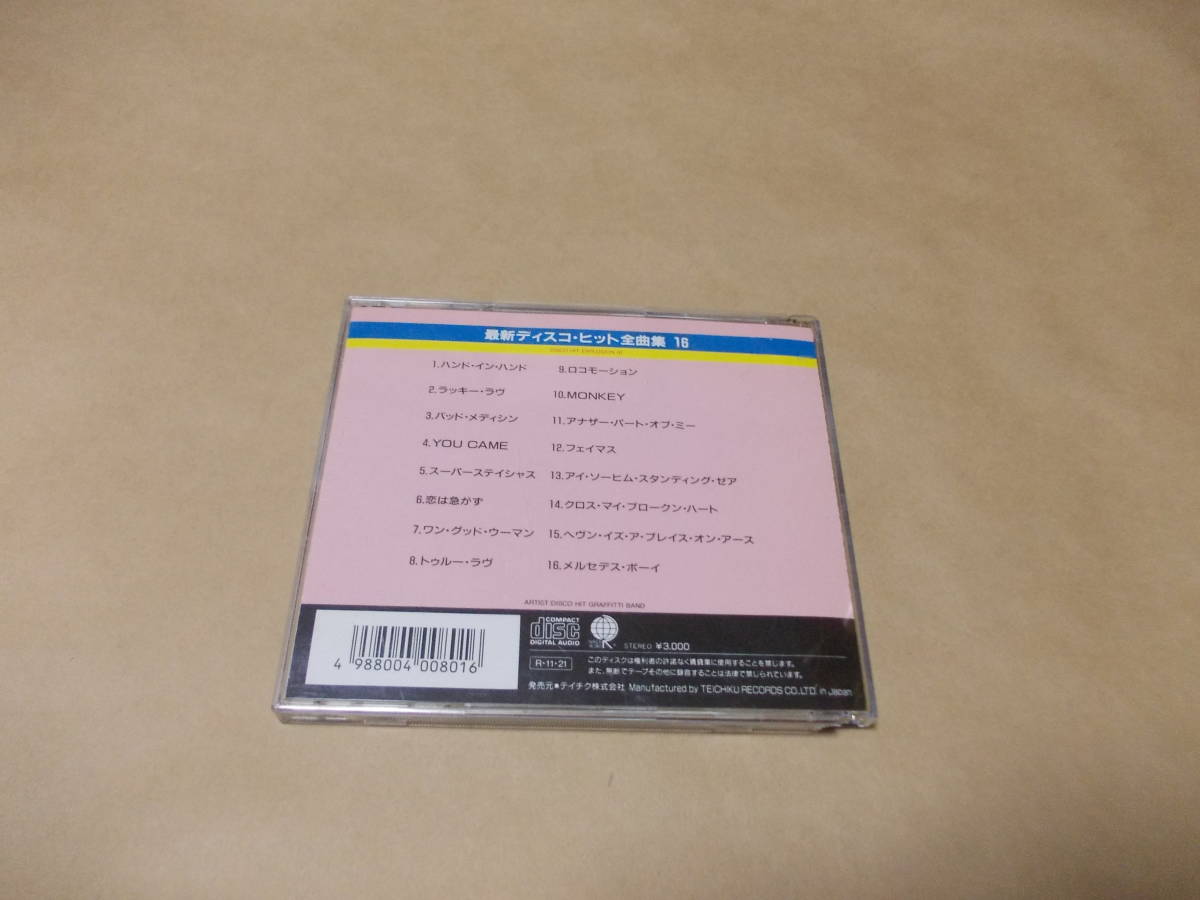 最新ディスコ・ヒット全曲集 16
DISCO HIT EXPLOSION 16
1.ハンド・イン・ハンド
2.ラッキー・ラヴ
3.バッド・メディシン
4.YOU CAME
5.スーパーステイシャス
6.恋は急がず
7.ワン・グッド・ウーマン
8.トゥルー・ラヴ
9.ロコモーション
10.MONKEY
11.アナザー・パート・オブ・ミー
12.フェイマス
13.アイ・ソーヒム・スタンディング・ゼア
14.クロス・マイ・ブロークン・ハート
15.ヘヴン・イズ・ア・プレイス・オン・アース
16.メルセデス・ボーイ
ARTIST:DISCO HIT GRAFFITTI BAND
4 988004 008016
COMPACT
disc
DIGITAL AUDIO
STEREO ¥3,000
R・11・21
このディスクは権利者の許諾なく賃貸業に使用することを禁じます。
また、無断でテープその他に録音することは法律で禁じられています。
発売元■テイチク株式会社 Manufactured by TEICHIKU RECORDS CO.,LTD. in Japan